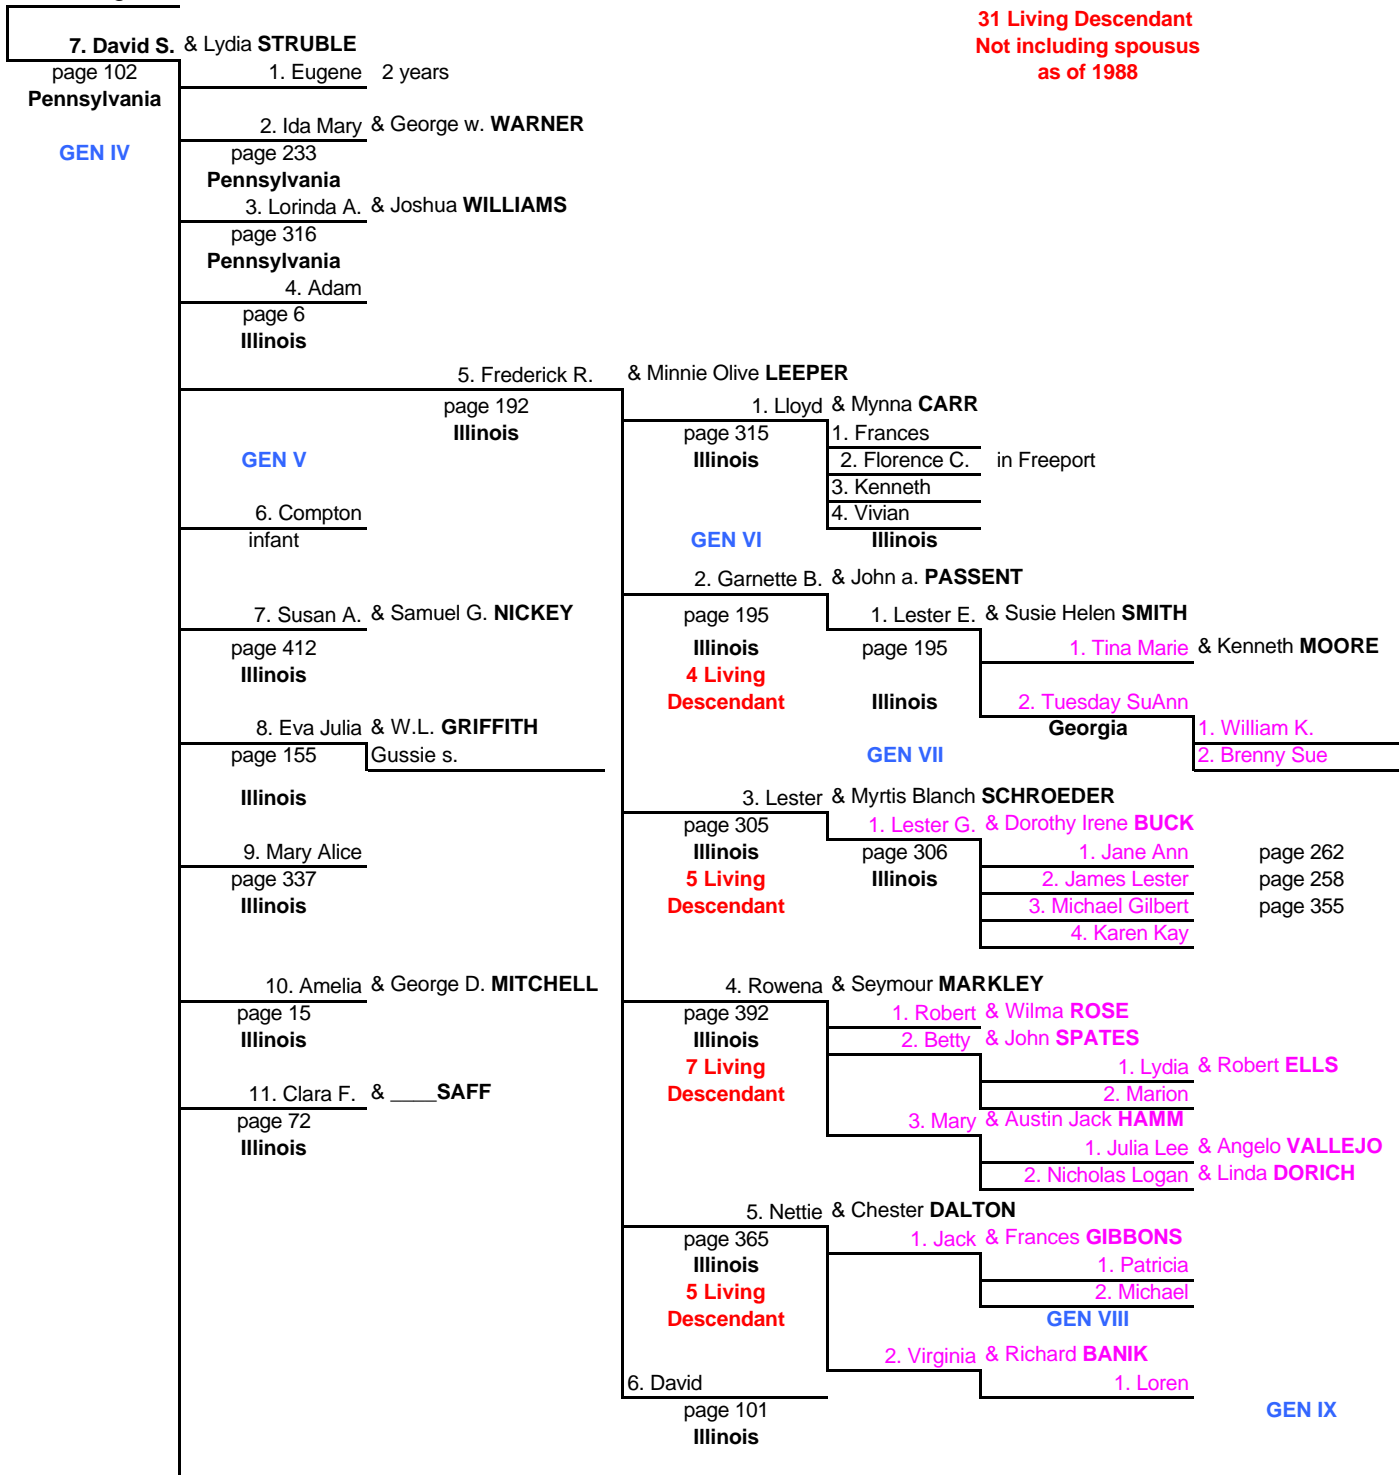 31 Living Descendant
7. David S. & Lydia STRUBLE Not including spousus
page 102 1. Eugene 2 years as of 1988
Pennsylvania
2. Ida Mary & George w. WARNER
GEN IV page 233
Pennsylvania
3. Lorinda A. & Joshua WILLIAMS
page 316
Pennsylvania
4. Adam
page 6
Illinois
5. Frederick R. & Minnie Olive LEEPER
page 192 1. Lloyd & Mynna CARR
Illinois page 315 1. Frances
GEN V Illinois 2. Florence C. in Freeport
3. Kenneth
6. Compton 4. Vivian
infant GEN VI Illinois
2. Garnette B. & John a. PASSENT
7. Susan A. & Samuel G. NICKEY page 195 1. Lester E. & Susie Helen SMITH
page 412 Illinois page 195 1. Tina Marie & Kenneth MOORE
Illinois 4 Living
Descendant Illinois 2. Tuesday SuAnn
8. Eva Julia & W.L. GRIFFITH Georgia 1. William K.
page 155 Gussie s. GEN VII 2. Brenny Sue
Illinois 3. Lester & Myrtis Blanch SCHROEDER
page 305 1. Lester G. & Dorothy Irene BUCK
9. Mary Alice Illinois page 306 1. Jane Ann page 262
page 337 5 Living Illinois 2. James Lester page 258
Illinois Descendant 3. Michael Gilbert page 355
4. Karen Kay
10. Amelia & George D. MITCHELL 4. Rowena & Seymour MARKLEY
page 15 page 392 1. Robert & Wilma ROSE
Illinois Illinois 2. Betty & John SPATES
7 Living 1. Lydia & Robert ELLS
11. Clara F. & ____SAFF Descendant 2. Marion
page 72 3. Mary & Austin Jack HAMM
Illinois 1. Julia Lee & Angelo VALLEJO
2. Nicholas Logan & Linda DORICH
5. Nettie & Chester DALTON
page 365 1. Jack & Frances GIBBONS
Illinois 1. Patricia
5 Living 2. Michael
Descendant GEN VIII
2. Virginia & Richard BANIK
6. David 1. Loren
page 101 GEN IX
Illinois